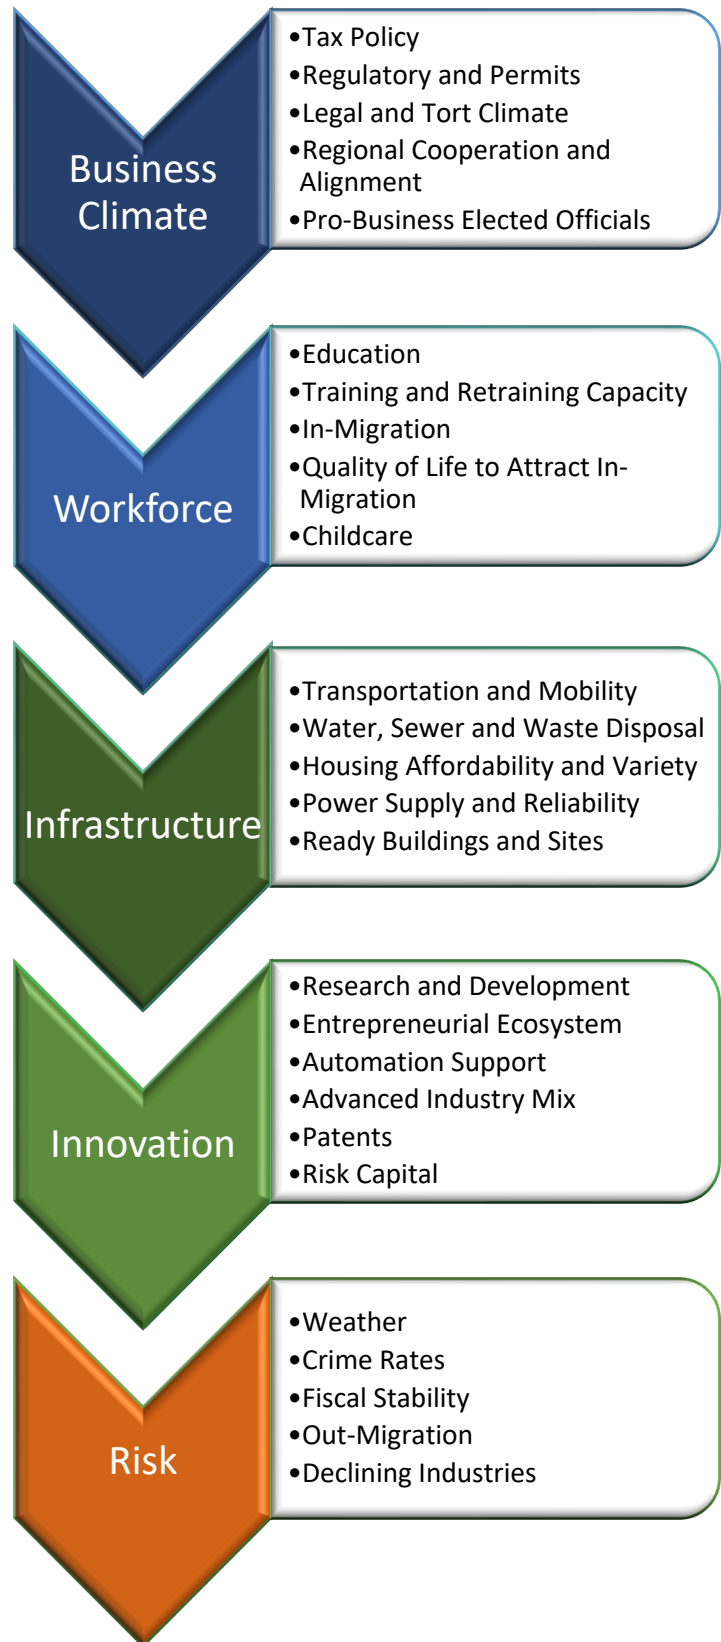 Business
Climate
•Tax Policy
•Regulatory and Permits
•Legal and Tort Climate
•Regional Cooperation and
Alignment
•Pro-Business Elected Officials
Workforce
•Education
•Training and Retraining Capacity
•In-Migration
•Quality of Life to Attract In-
Migration
•Childcare
Infrastructure
•Transportation and Mobility
•Water, Sewer and Waste Disposal
•Housing Affordability and Variety
•Power Supply and Reliability
•Ready Buildings and Sites
Innovation
•Research and Development
•Entrepreneurial Ecosystem
•Automation Support
•Advanced Industry Mix
•Patents
•Risk Capital
Risk
•Weather
•Crime Rates
•Fiscal Stability
•Out-Migration
•Declining Industries